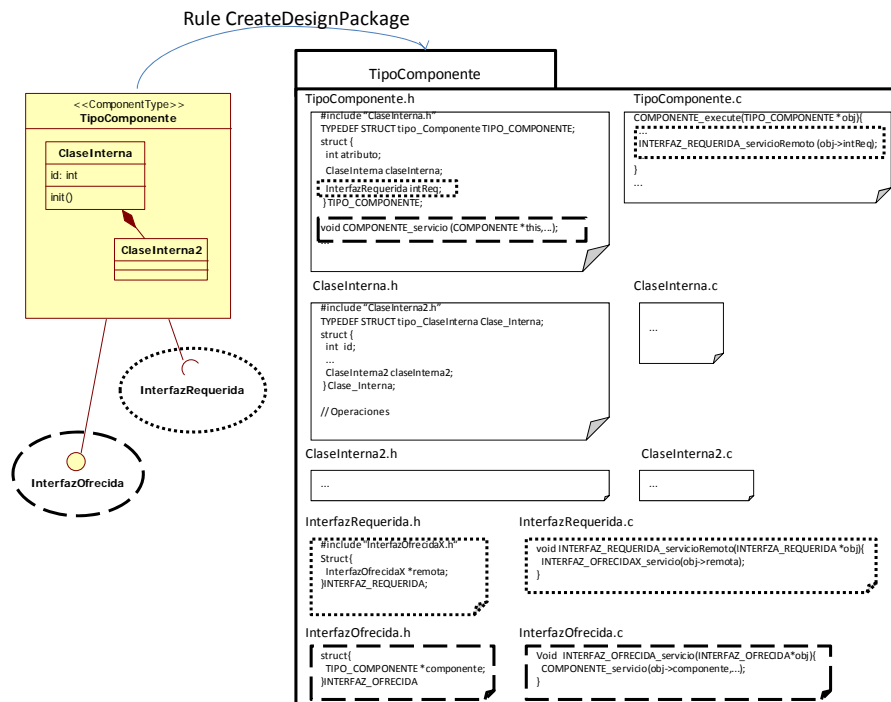 Rule CreateDesignPackage
<<ComponentType>>
TipoComponente
ClaseInterna
id: int
init()
ClaseInterna2
InterfazRequerida
InterfazOfrecida
TipoComponente
TipoComponente.h
#include "ClaseInterna.h"
TYPEDEF STRUCT tipo_Componente TIPO_COMPONENTE;
struct {
int atributo;
ClaseInterna claseInterna;
InterfazRequerida intReq;
}TIPO_COMPONENTE;
void COMPONENTE_servicio (COMPONENTE *this,...);
...
TipoComponente.c
COMPONENTE_execute(TIPO_COMPONENTE *obj){
...
INTERFAZ_REQUERIDA_servicioRemoto (obj->intReq);
}
...
ClaseInterna.h
#include "ClaseInterna2.h"
TYPEDEF STRUCT tipo_ClaseInterna Clase_Interna;
struct {
int id;
...
ClaseInterna2 claseInterna2;
}Clase_Interna;
// Operaciones
ClaseInterna.c
...
ClaseInterna2.h
...
ClaseInterna2.c
...
InterfazRequerida.h
#include "InterfazOfrecidaX.h"
Struct{
InterfazOfrecidaX *remota;
}INTERFAZ_REQUERIDA;
InterfazRequerida.c
void INTERFAZ_REQUERIDA_servicioRemoto(INTERFZA_REQUERIDA *obj){
INTERFAZ_OFRECIDAX_servicio(obj->remota);
}
InterfazOfrecida.h
struct{
TIPO_COMPONENTE *componente;
}INTERFAZ_OFRECIDA
InterfazOfrecida.c
Void INTERFAZ_OFRECIDA_servicio(INTERFAZ_OFRECIDA*obj){
COMPONENTE_servicio(obj->componente,...);
}